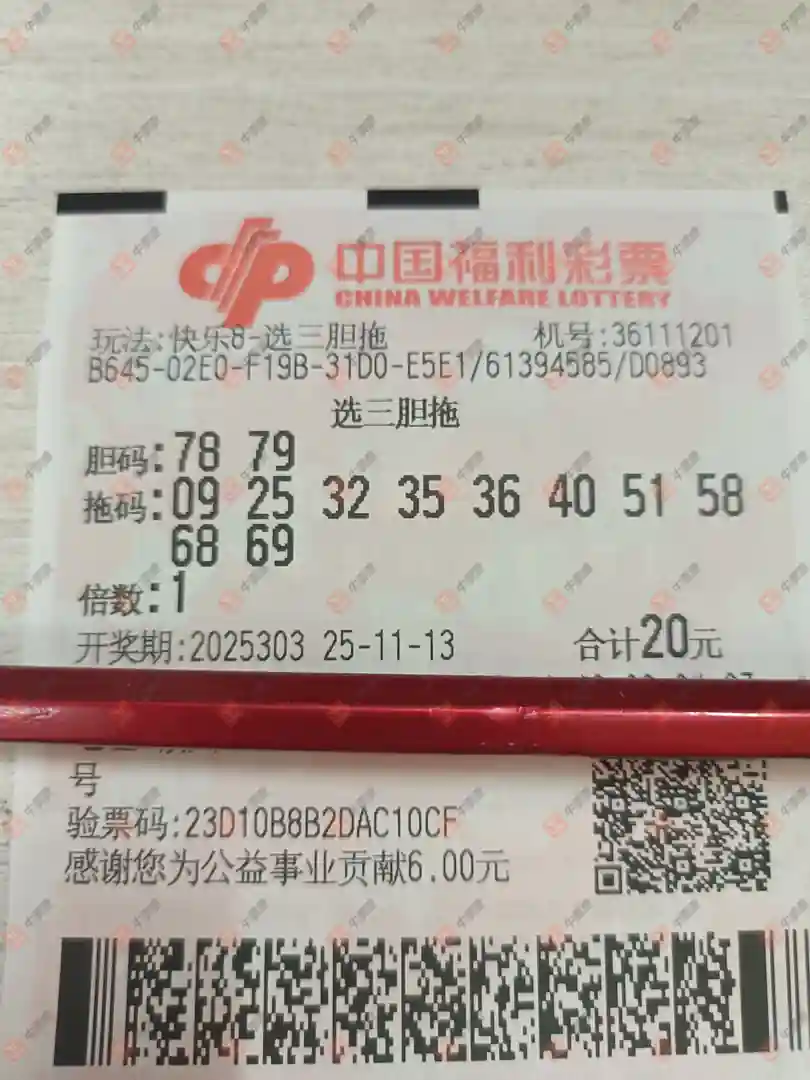 中国福利彩票
CHINA WELFARE LOTTERY
玩法:快乐8-选三胆拖 机号:36111201
B645-02E0-F19B-31D0-E5E1/61394585/D0893
选三胆拖
胆码:78 79
拖码:09 25 32 35 36 40 51 58
68 69
倍数:1
开奖期:2025303 25-11-13 合计20元
号
验票码:23D10B8B2DAC10CF
感谢您为公益事业贡献6.00元